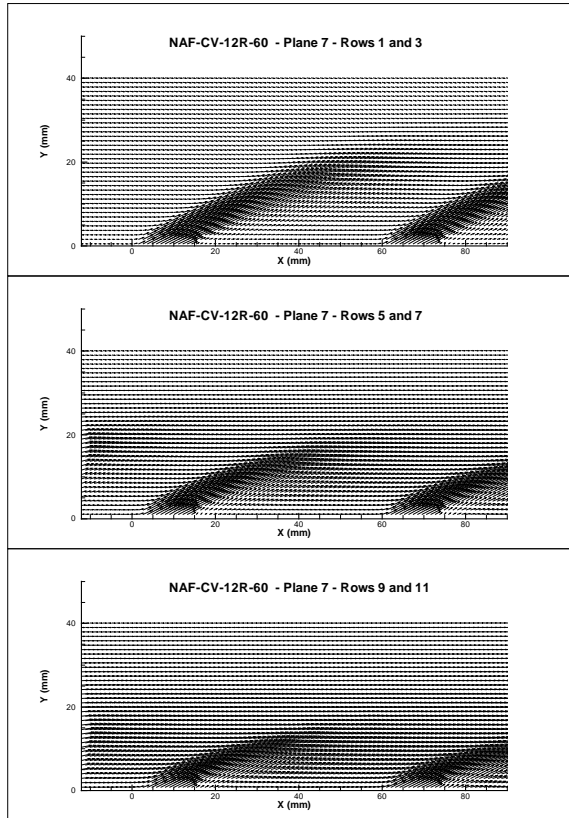 NAF-CV-12R-60 - Plane 7 - Rows 1 and 3
40
20
0
Y (mm)
0 20 40 60 80
X (mm)
NAF-CV-12R-60 - Plane 7 - Rows 5 and 7
40
20
0
Y (mm)
0 20 40 60 80
X (mm)
NAF-CV-12R-60 - Plane 7 - Rows 9 and 11
40
20
0
Y (mm)
0 20 40 60 80
X (mm)